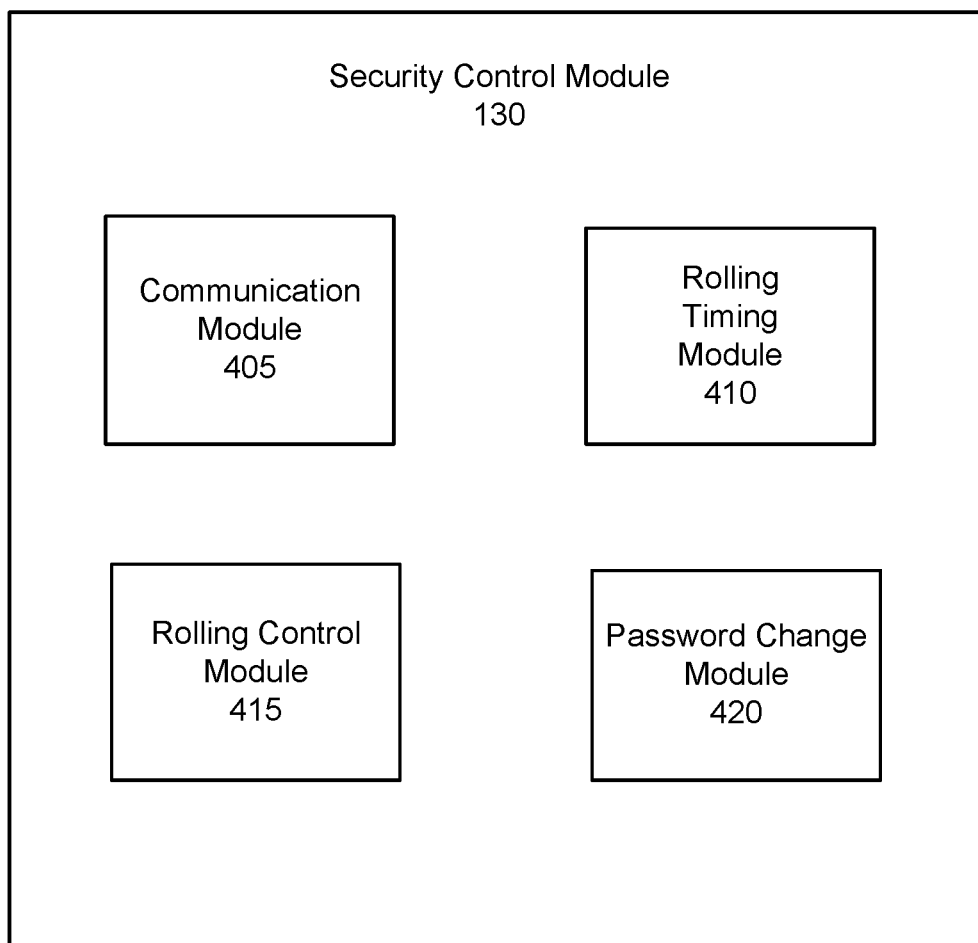 Security Control Module
130
Communication
Module
405
Rolling
Timing
Module
410
Rolling Control
Module
415
Password Change
Module
420